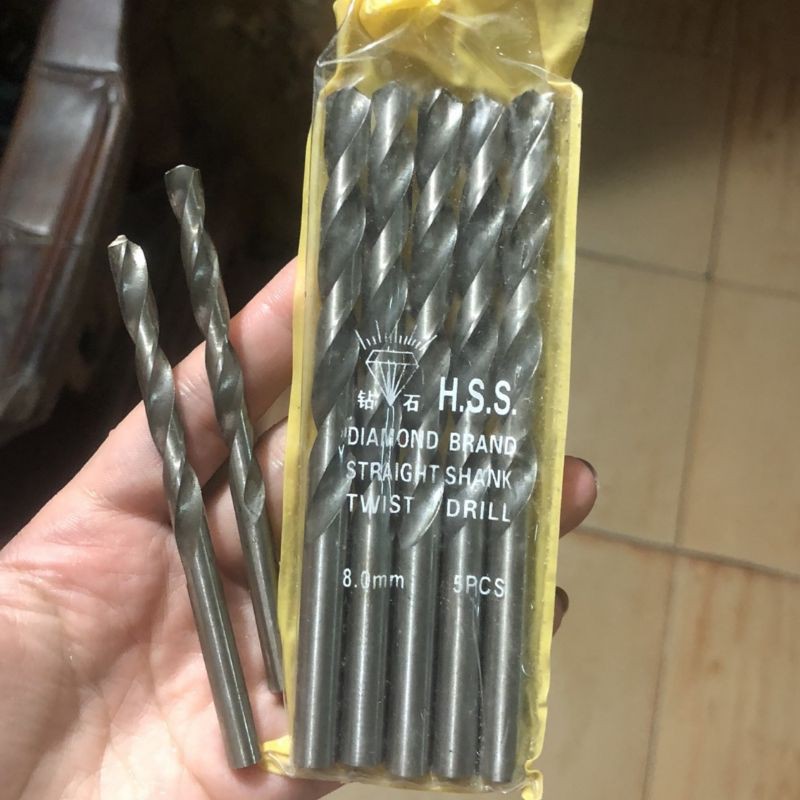 钻石 H.S.S.
DIAMOND BRAND
STRAIGHT SHANK
TWIST DRILL
8.0mm 5PCS